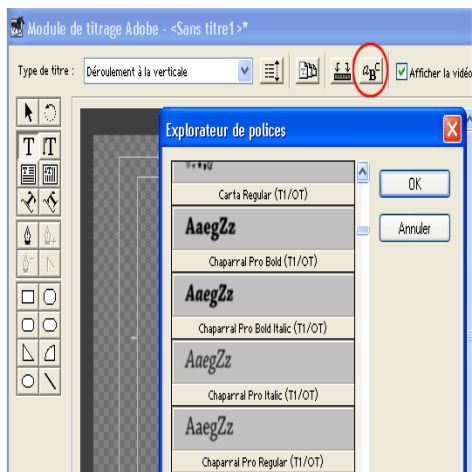 Module de titrage Adobe - <Sans titre1>*
Type de titre : Déroulement à la verticale
aBC
Afficher la vidéo
Explorateur de polices
T IT
Carta Regular (T1/OT)
OK
AaegZz
Annuler
Chaparral Pro Bold (T1/OT)
AaegZz
Chaparral Pro Bold Italic (T1/OT)
AaegZz
Chaparral Pro Italic (T1/OT)
AaegZz
Chaparral Pro Regular (T1/OT)